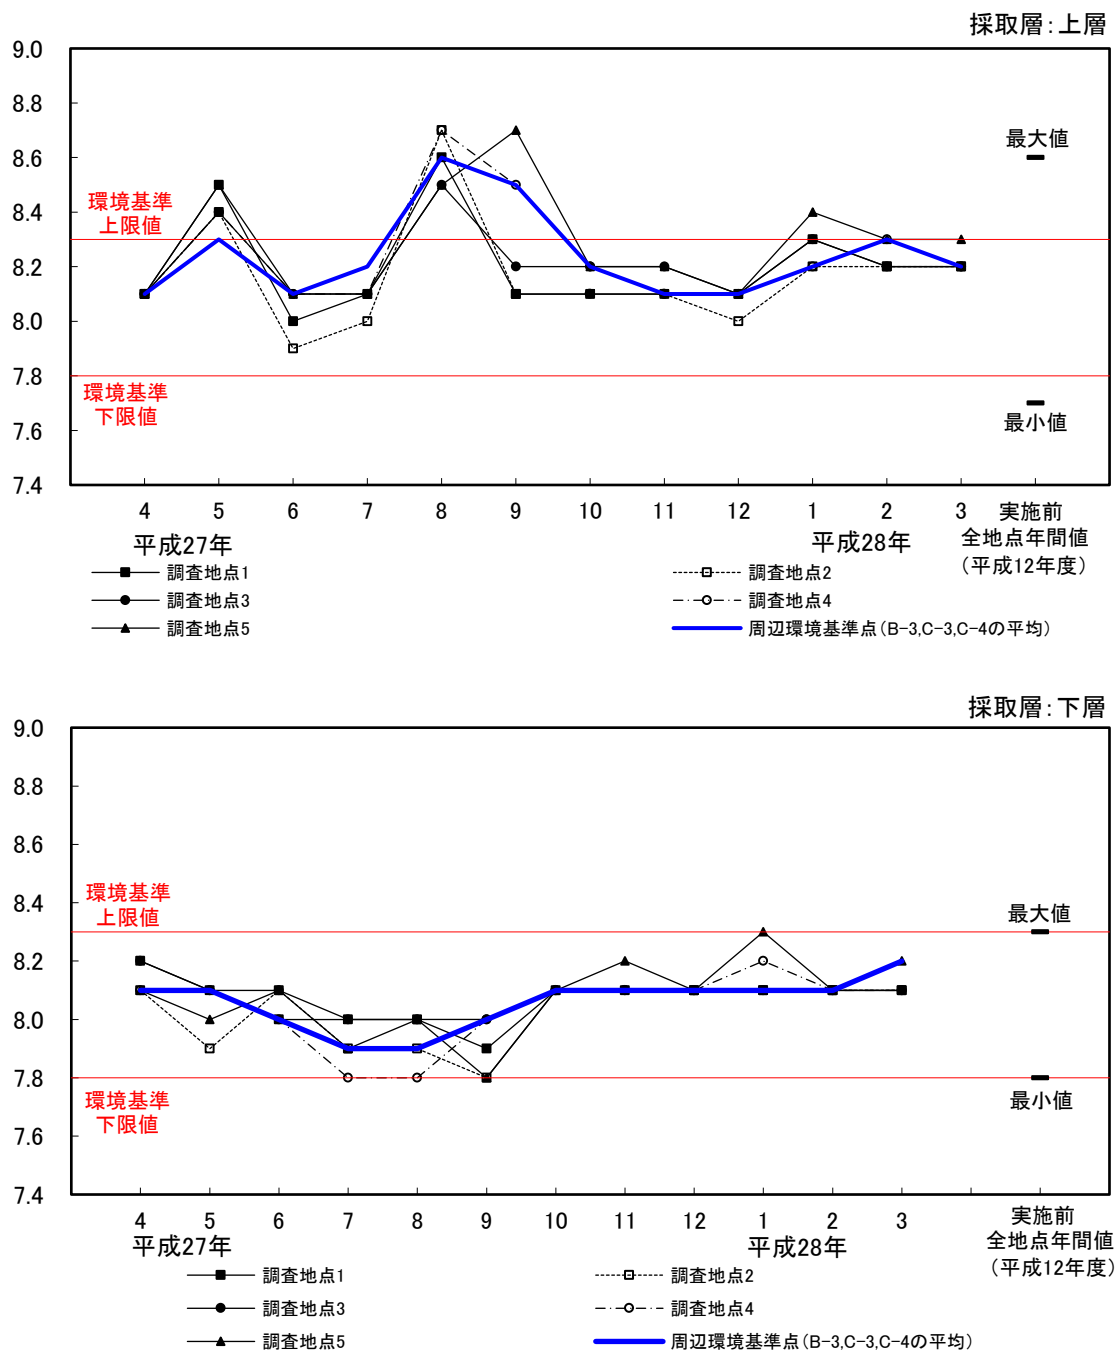 採取層：上層
9.0
8.8
8.6
8.4
8.2
8.0
7.8
7.6
7.4
環境基準
上限値
環境基準
下限値
最大値
最小値
4 5 6 7 8 9 10 11 12 1 2 3 実施前
平成27年 平成28年 全地点年間値
（平成12年度）
調査地点1 調査地点2
調査地点3 調査地点4
調査地点5 周辺環境基準点（B-3,C-3,C-4の平均）
採取層：下層
9.0
8.8
8.6
8.4
8.2
8.0
7.8
7.6
7.4
環境基準
上限値
環境基準
下限値
最大値
最小値
4 5 6 7 8 9 10 11 12 1 2 3 実施前
平成27年 平成28年 全地点年間値
（平成12年度）
調査地点1 調査地点2
調査地点3 調査地点4
調査地点5 周辺環境基準点（B-3,C-3,C-4の平均）